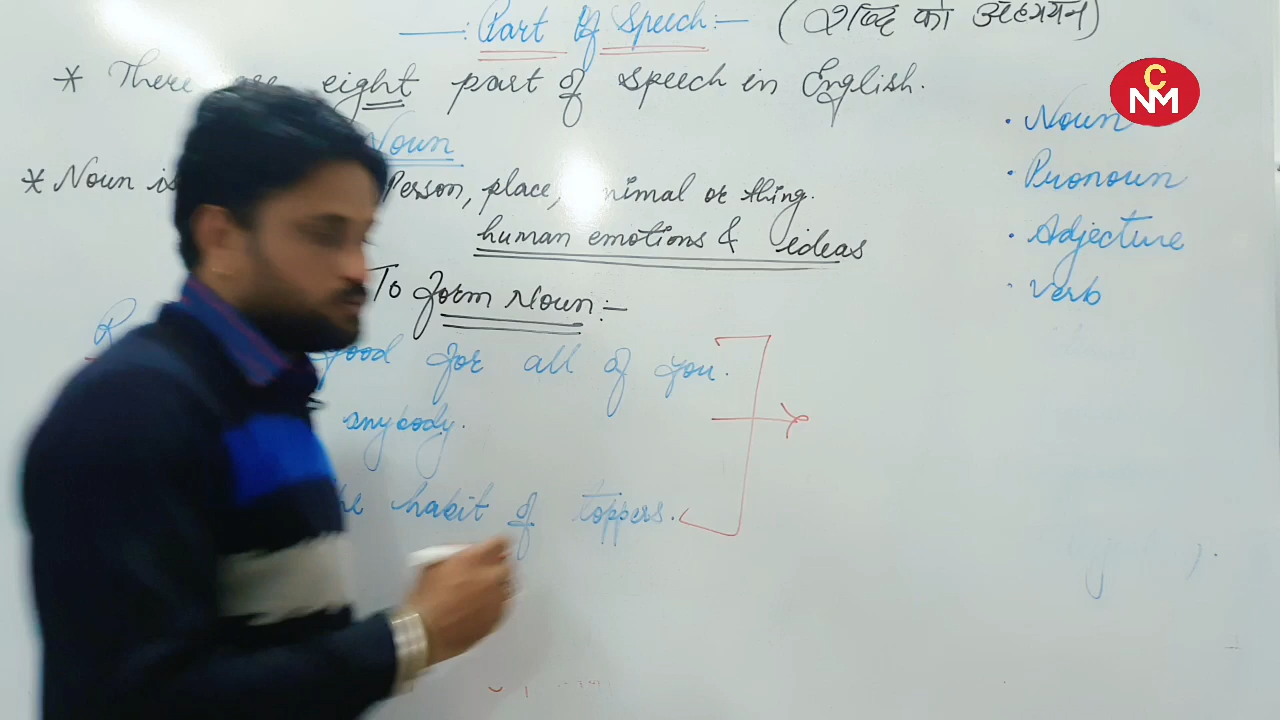 Part Of Speech:- (शब्दि को अध्ययन)
* There eight part of speech in English.
Noun
* Noun is Person, place, nimal or thing.
human emotions & ideas
To form Noun:-
good for all of you.
anybody.
the habit of toppers.
CNM
• Noun
• Pronoun
• Adjective
• Verb